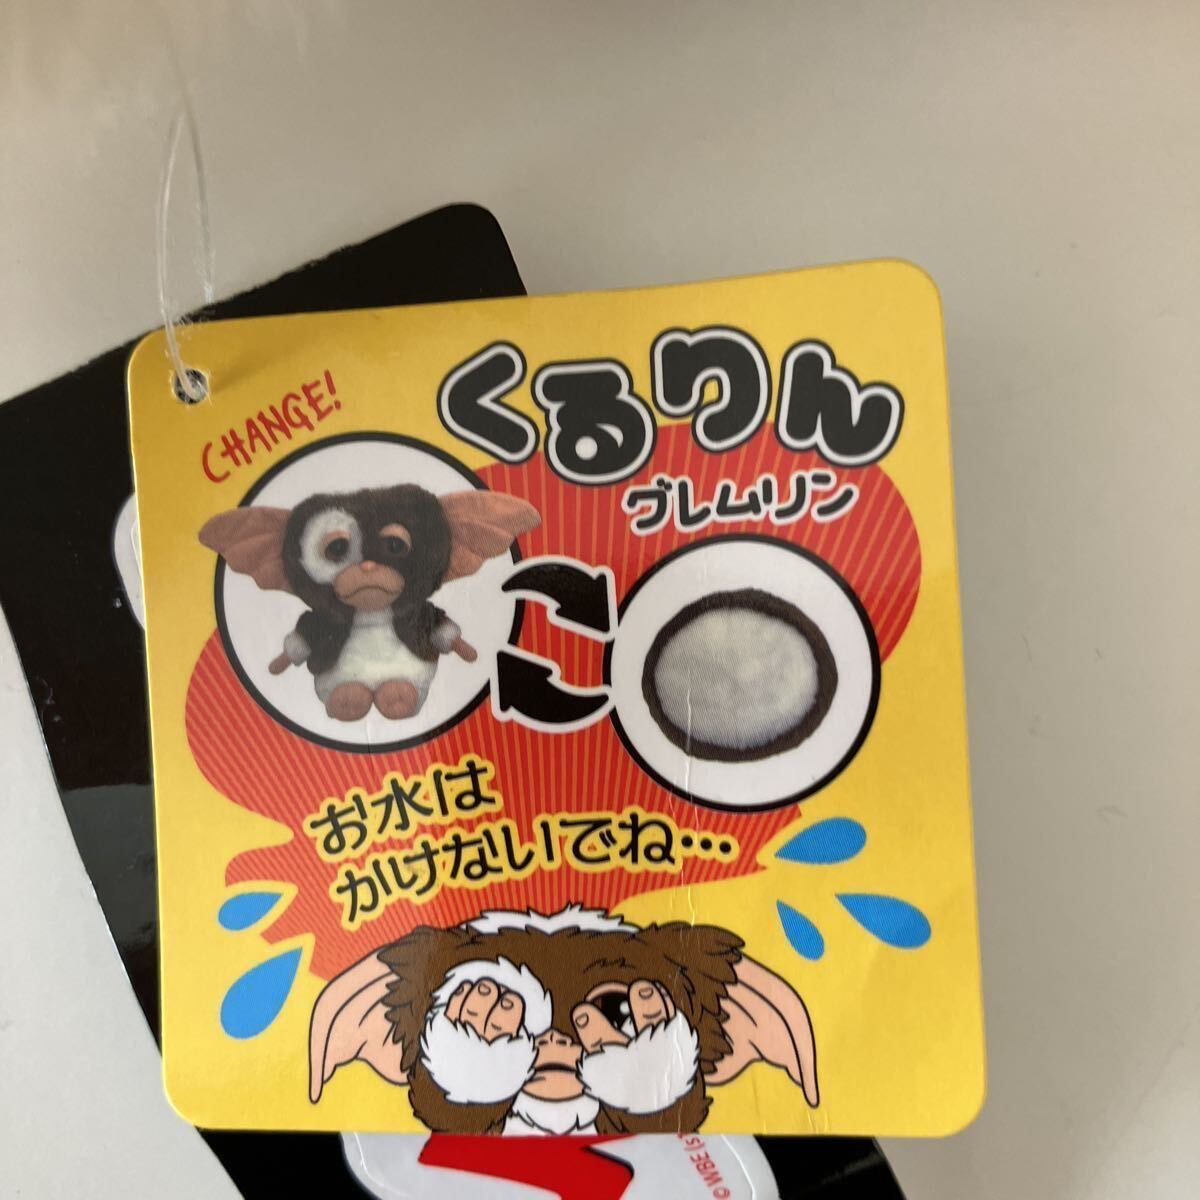 CHANGE!
くるりん
グレムリン
お水は
かけないでね…
©WBE(s